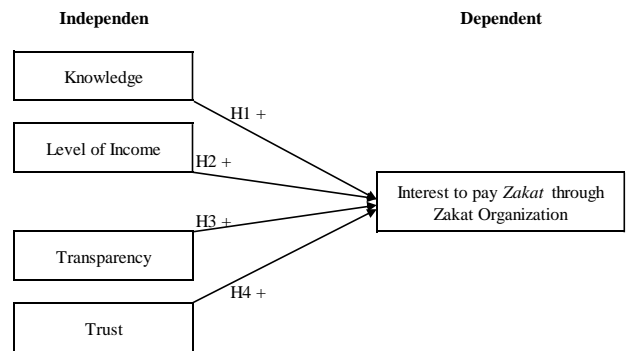 Independen
Dependent
Knowledge
H1 +
Level of Income
H2 +
Interest to pay Zakat through
Zakat Organization
H3 +
Transparency
H4 +
Trust